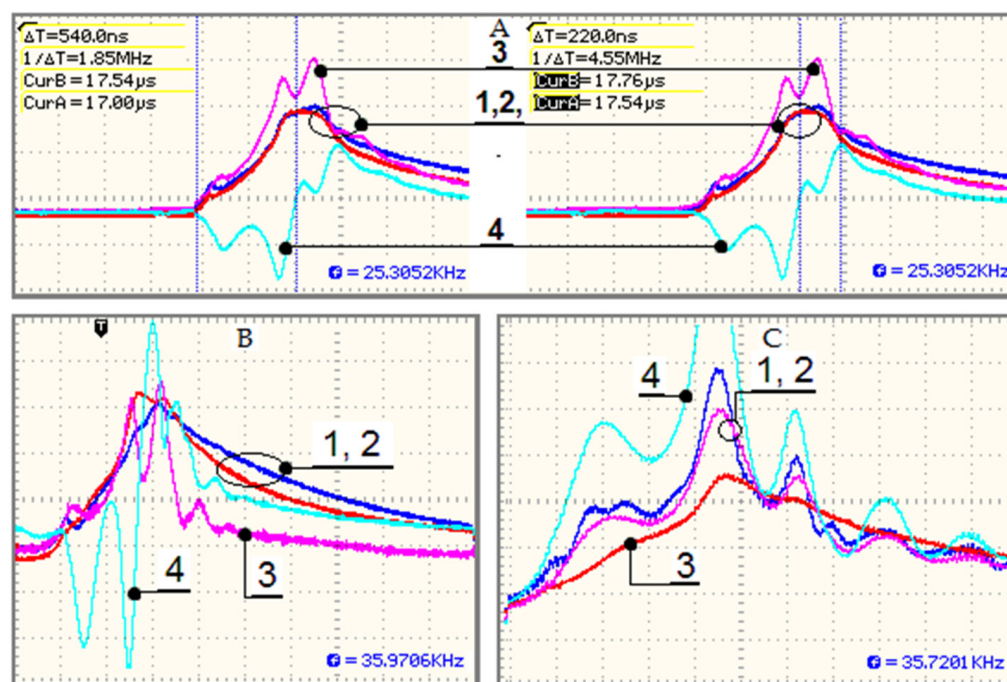 ΔT=540.0ns
1/ΔT=1.85MHz
CurB = 17.54μs
CurA = 17.00μs
A
3
1,2,
4
f = 25.3052KHz
ΔT=220.0ns
1/ΔT=4.55MHz
CurB = 17.76μs
CurA = 17.54μs
f = 25.3052KHz
T
B
1, 2
4
3
f = 35.9706KHz
C
4
1, 2
3
f = 35.7201KHz